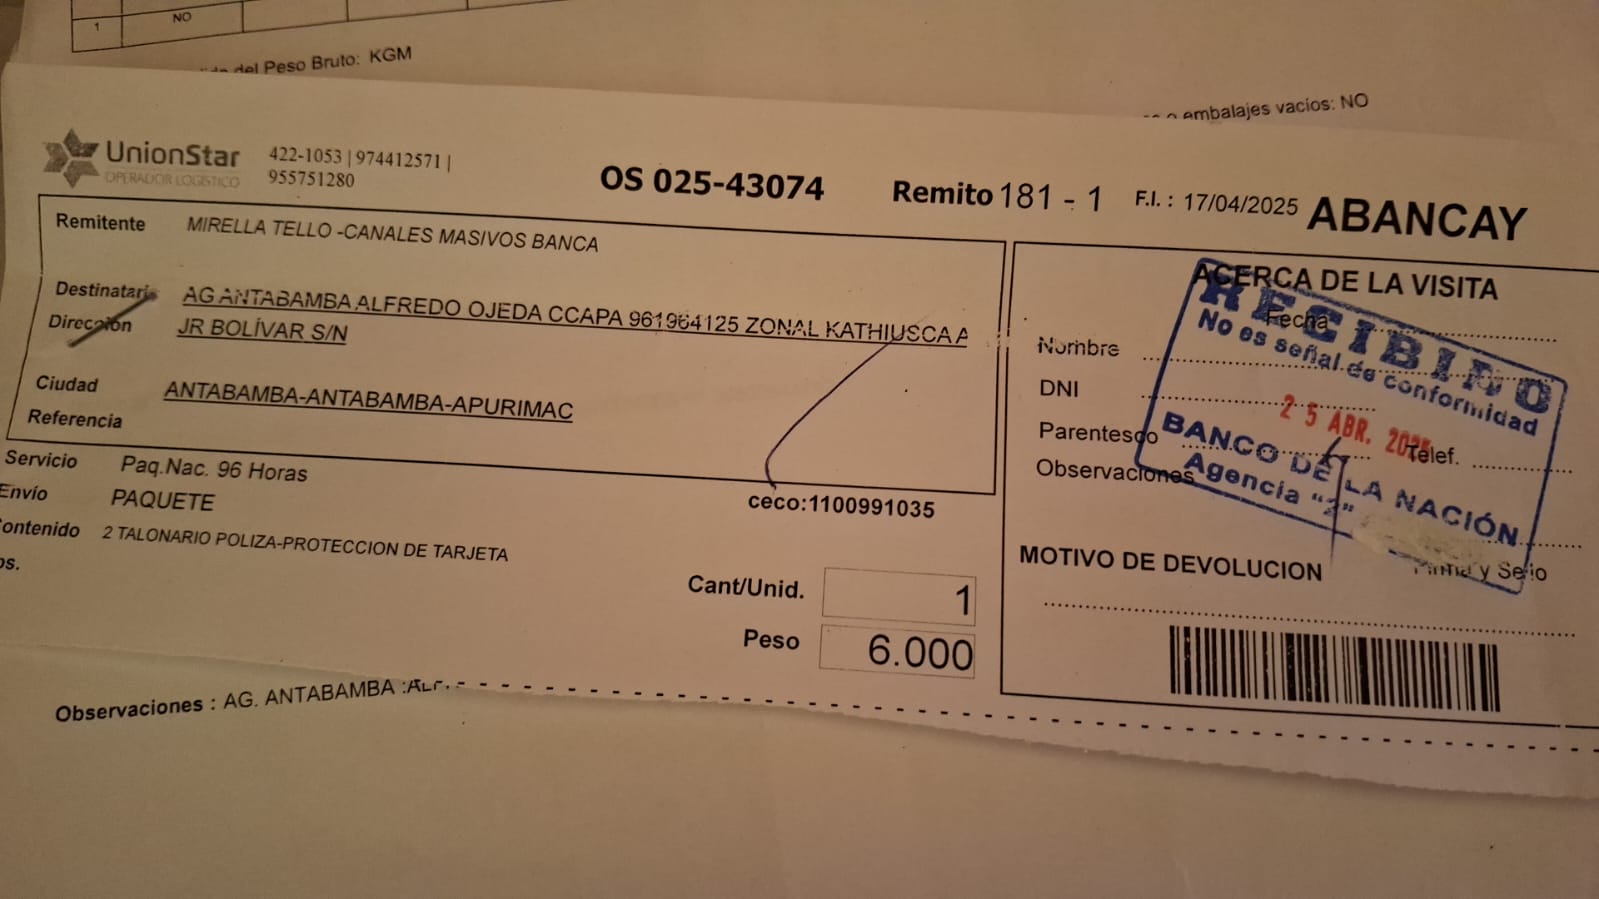 1 NO
del Peso Bruto: KGM
embalajes vacíos: NO
UnionStar
OPERADOR LOGISTICO
422-1053 | 974412571 |
955751280
OS 025-43074
Remito 181 - 1
F.I. : 17/04/2025
ABANCAY
Remitente MIRELLA TELLO -CANALES MASIVOS BANCA
Destinatario AG ANTABAMBA ALFREDO OJEDA CCAPA 961964125 ZONAL KATHIUSCA A
Dirección JR BOLÍVAR S/N
Ciudad ANTABAMBA-ANTABAMBA-APURIMAC
Referencia
Servicio Paq.Nac. 96 Horas
Envío PAQUETE
ontenido 2 TALONARIO POLIZA-PROTECCION DE TARJETA
os.
ceco:1100991035
Cant/Unid. 1
Peso 6.000
ACERCA DE LA VISITA
Fecha
Nombre
DNI
Parentesco
Telef.
Observaciones
Firma y Sello
MOTIVO DE DEVOLUCION
RECIBIDO
No es señal de conformidad
25 ABR. 2025
BANCO DE LA NACIÓN
Agencia "2"
Observaciones : AG. ANTABAMBA :ALF.